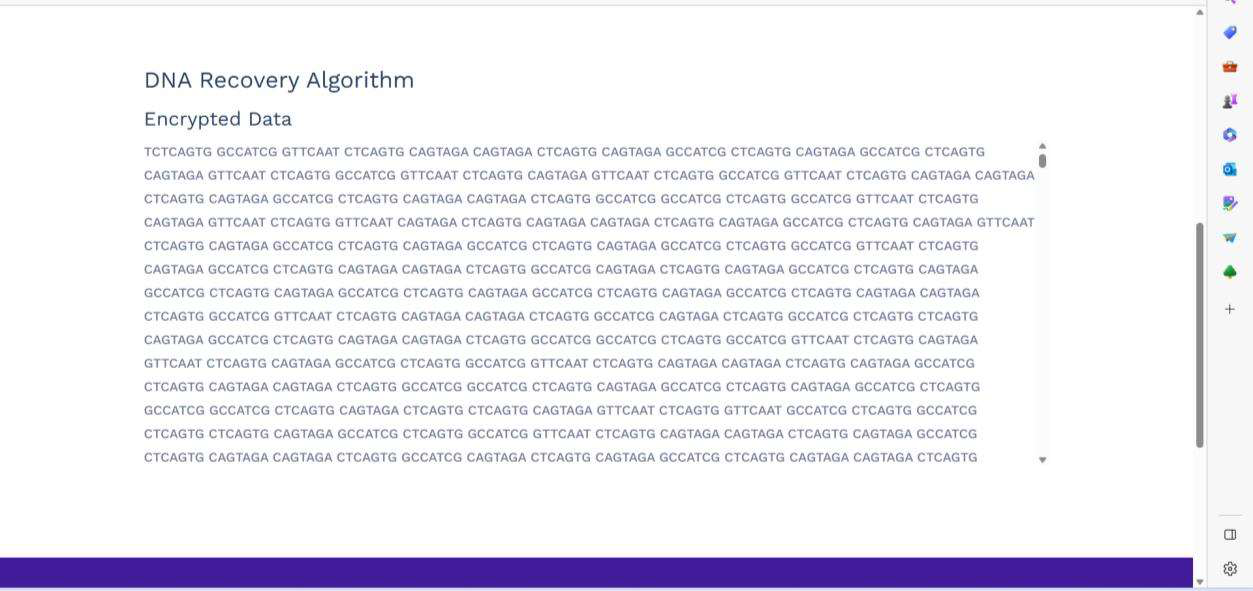 DNA Recovery Algorithm
Encrypted Data
TCTCAGTG GCCATCG GTTCAAT CTCAGTG CAGTAGA CAGTAGA CTCAGTG CAGTAGA GCCATCG CTCAGTG CAGTAGA GCCATCG CTCAGTG
CAGTAGA GTTCAAT CTCAGTG GCCATCG GTTCAAT CTCAGTG CAGTAGA GTTCAAT CTCAGTG GCCATCG GTTCAAT CTCAGTG CAGTAGA CAGTAGA
CTCAGTG CAGTAGA GCCATCG CTCAGTG CAGTAGA CAGTAGA CTCAGTG GCCATCG GCCATCG CTCAGTG GCCATCG GTTCAAT CTCAGTG
CAGTAGA GTTCAAT CTCAGTG GTTCAAT CAGTAGA CTCAGTG CAGTAGA CAGTAGA CTCAGTG CAGTAGA GCCATCG CTCAGTG CAGTAGA GTTCAAT
CTCAGTG CAGTAGA GCCATCG CTCAGTG CAGTAGA GCCATCG CTCAGTG CAGTAGA GCCATCG CTCAGTG GCCATCG GTTCAAT CTCAGTG
CAGTAGA GCCATCG CTCAGTG CAGTAGA CAGTAGA CTCAGTG GCCATCG CAGTAGA CTCAGTG CAGTAGA GCCATCG CTCAGTG CAGTAGA
GCCATCG CTCAGTG CAGTAGA GCCATCG CTCAGTG CAGTAGA GCCATCG CTCAGTG CAGTAGA GCCATCG CTCAGTG CAGTAGA CAGTAGA
CTCAGTG GCCATCG GTTCAAT CTCAGTG CAGTAGA CAGTAGA CTCAGTG GCCATCG CAGTAGA CTCAGTG GCCATCG CTCAGTG CTCAGTG
CAGTAGA GCCATCG CTCAGTG CAGTAGA CAGTAGA CTCAGTG GCCATCG GCCATCG CTCAGTG GCCATCG GTTCAAT CTCAGTG CAGTAGA
GTTCAAT CTCAGTG CAGTAGA GCCATCG CTCAGTG GCCATCG GTTCAAT CTCAGTG CAGTAGA CAGTAGA CTCAGTG CAGTAGA GCCATCG
CTCAGTG CAGTAGA CAGTAGA CTCAGTG GCCATCG GCCATCG CTCAGTG CAGTAGA GCCATCG CTCAGTG CAGTAGA GCCATCG CTCAGTG
GCCATCG GCCATCG CTCAGTG CAGTAGA CTCAGTG CTCAGTG CAGTAGA GTTCAAT CTCAGTG GTTCAAT GCCATCG CTCAGTG GCCATCG
CTCAGTG CTCAGTG CAGTAGA GCCATCG CTCAGTG GCCATCG GTTCAAT CTCAGTG CAGTAGA CAGTAGA CTCAGTG CAGTAGA GCCATCG
CTCAGTG CAGTAGA CAGTAGA CTCAGTG GCCATCG CAGTAGA CTCAGTG CAGTAGA GCCATCG CTCAGTG CAGTAGA CAGTAGA CTCAGTG